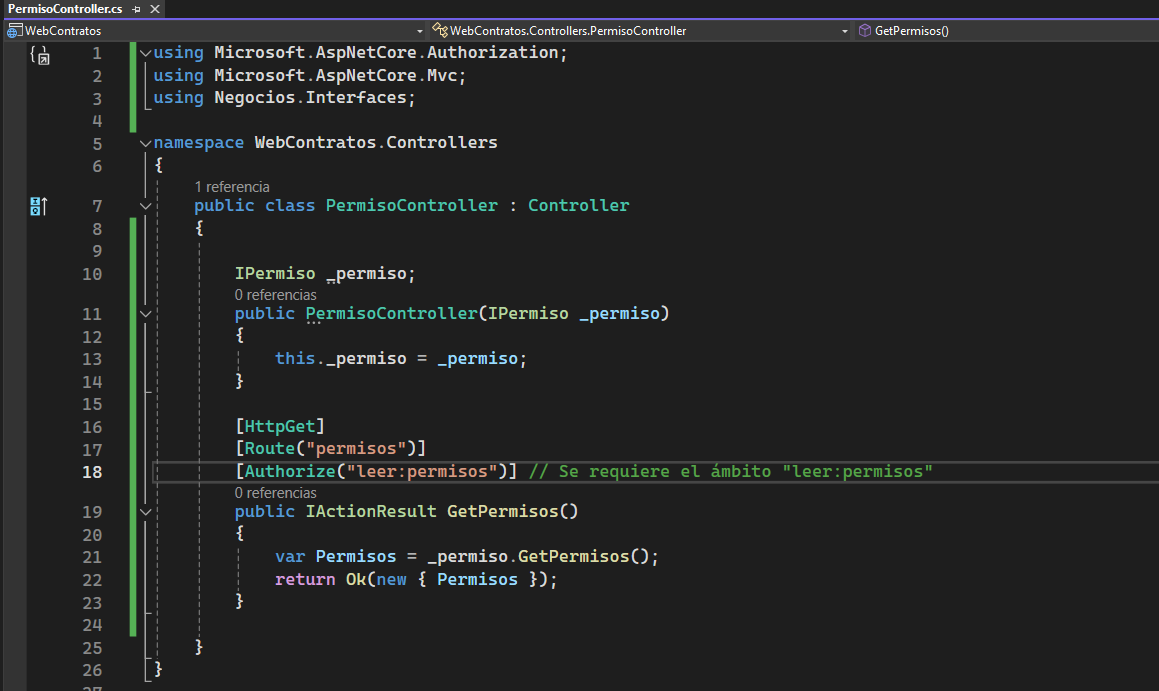 PermisoController.cs
WebContratos WebContratos.Controllers.PermisoController GetPermisos()
1 using Microsoft.AspNetCore.Authorization;
2 using Microsoft.AspNetCore.Mvc;
3 using Negocios.Interfaces;
4
5 namespace WebContratos.Controllers
6 {
1 referencia
7 public class PermisoController : Controller
8 {
9
10 IPermiso _permiso;
0 referencias
11 public PermisoController(IPermiso _permiso)
12 {
13 this._permiso = _permiso;
14 }
15
16 [HttpGet]
17 [Route("permisos")]
18 [Authorize("leer:permisos")] // Se requiere el ámbito "leer:permisos"
0 referencias
19 public IActionResult GetPermisos()
20 {
21 var Permisos = _permiso.GetPermisos();
22 return Ok(new { Permisos });
23 }
24
25 }
26 }
27